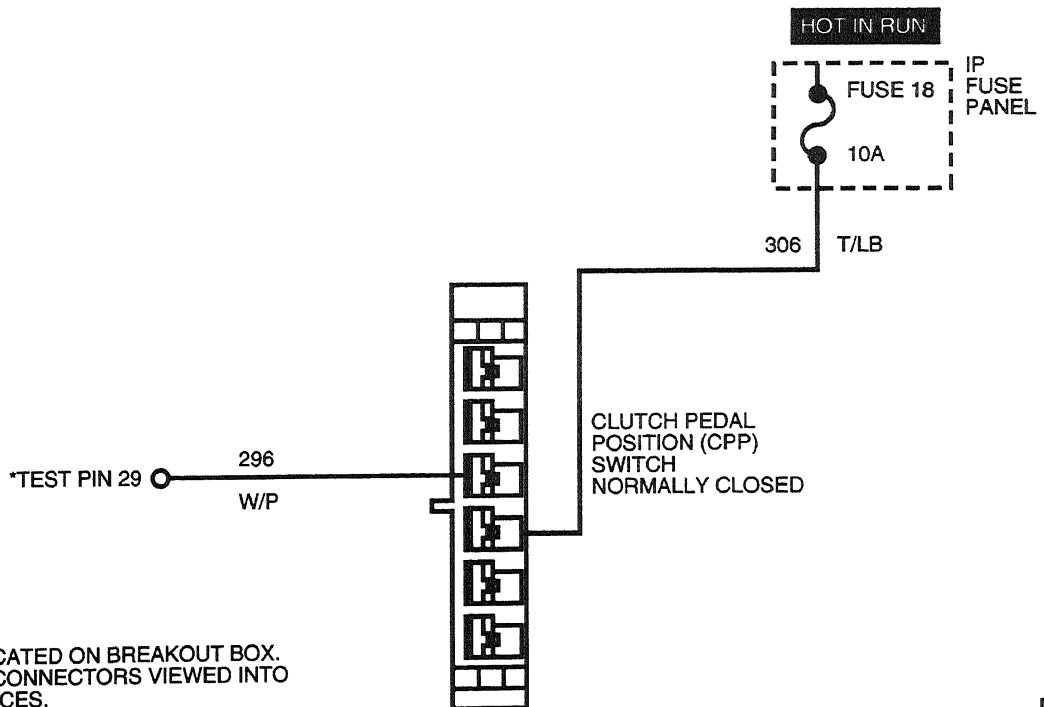 HOT IN RUN
IP
FUSE
PANEL
FUSE 18
10A
306 T/LB
CLUTCH PEDAL
POSITION (CPP)
SWITCH
NORMALLY CLOSED
*TEST PIN 29
296
W/P
CATED ON BREAKOUT BOX.
CONNECTORS VIEWED INTO
CES.